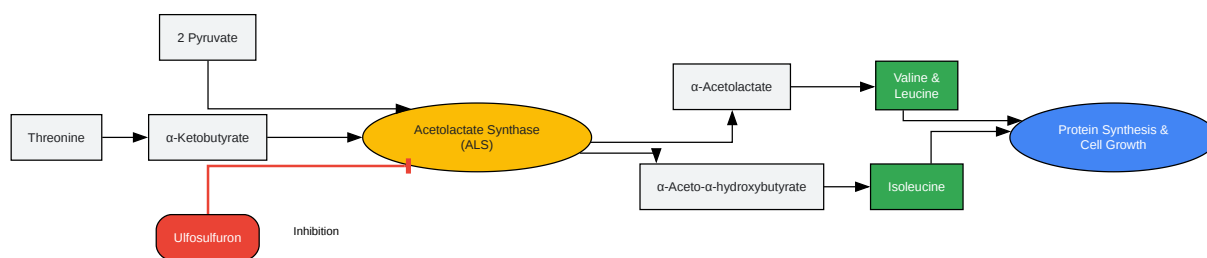 2 Pyruvate
Threonine
α-Ketobutyrate
Acetolactate Synthase
(ALS)
α-Acetolactate
α-Aceto-α-hydroxybutyrate
Valine &
Leucine
Isoleucine
Protein Synthesis &
Cell Growth
Ulfosulfuron
Inhibition